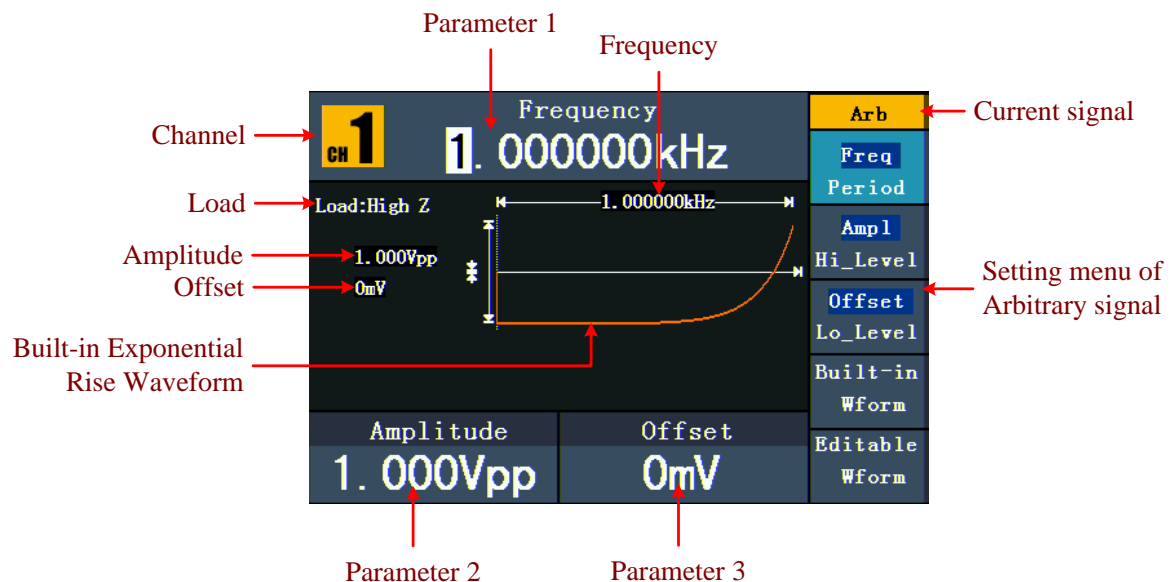 Parameter 1
Frequency
Channel
CH 1
Frequency
1.000000kHz
Arb
Current signal
Freq
Period
Load
Load:High Z
1.000000kHz
Amplitude
1.000Vpp
Offset
0mV
Ampl
Hi_Level
Offset
Lo_Level
Setting menu of
Arbitrary signal
Built-in Exponential
Rise Waveform
Built-in
Wform
Amplitude
1.000Vpp
Offset
0mV
Editable
Wform
Parameter 2
Parameter 3